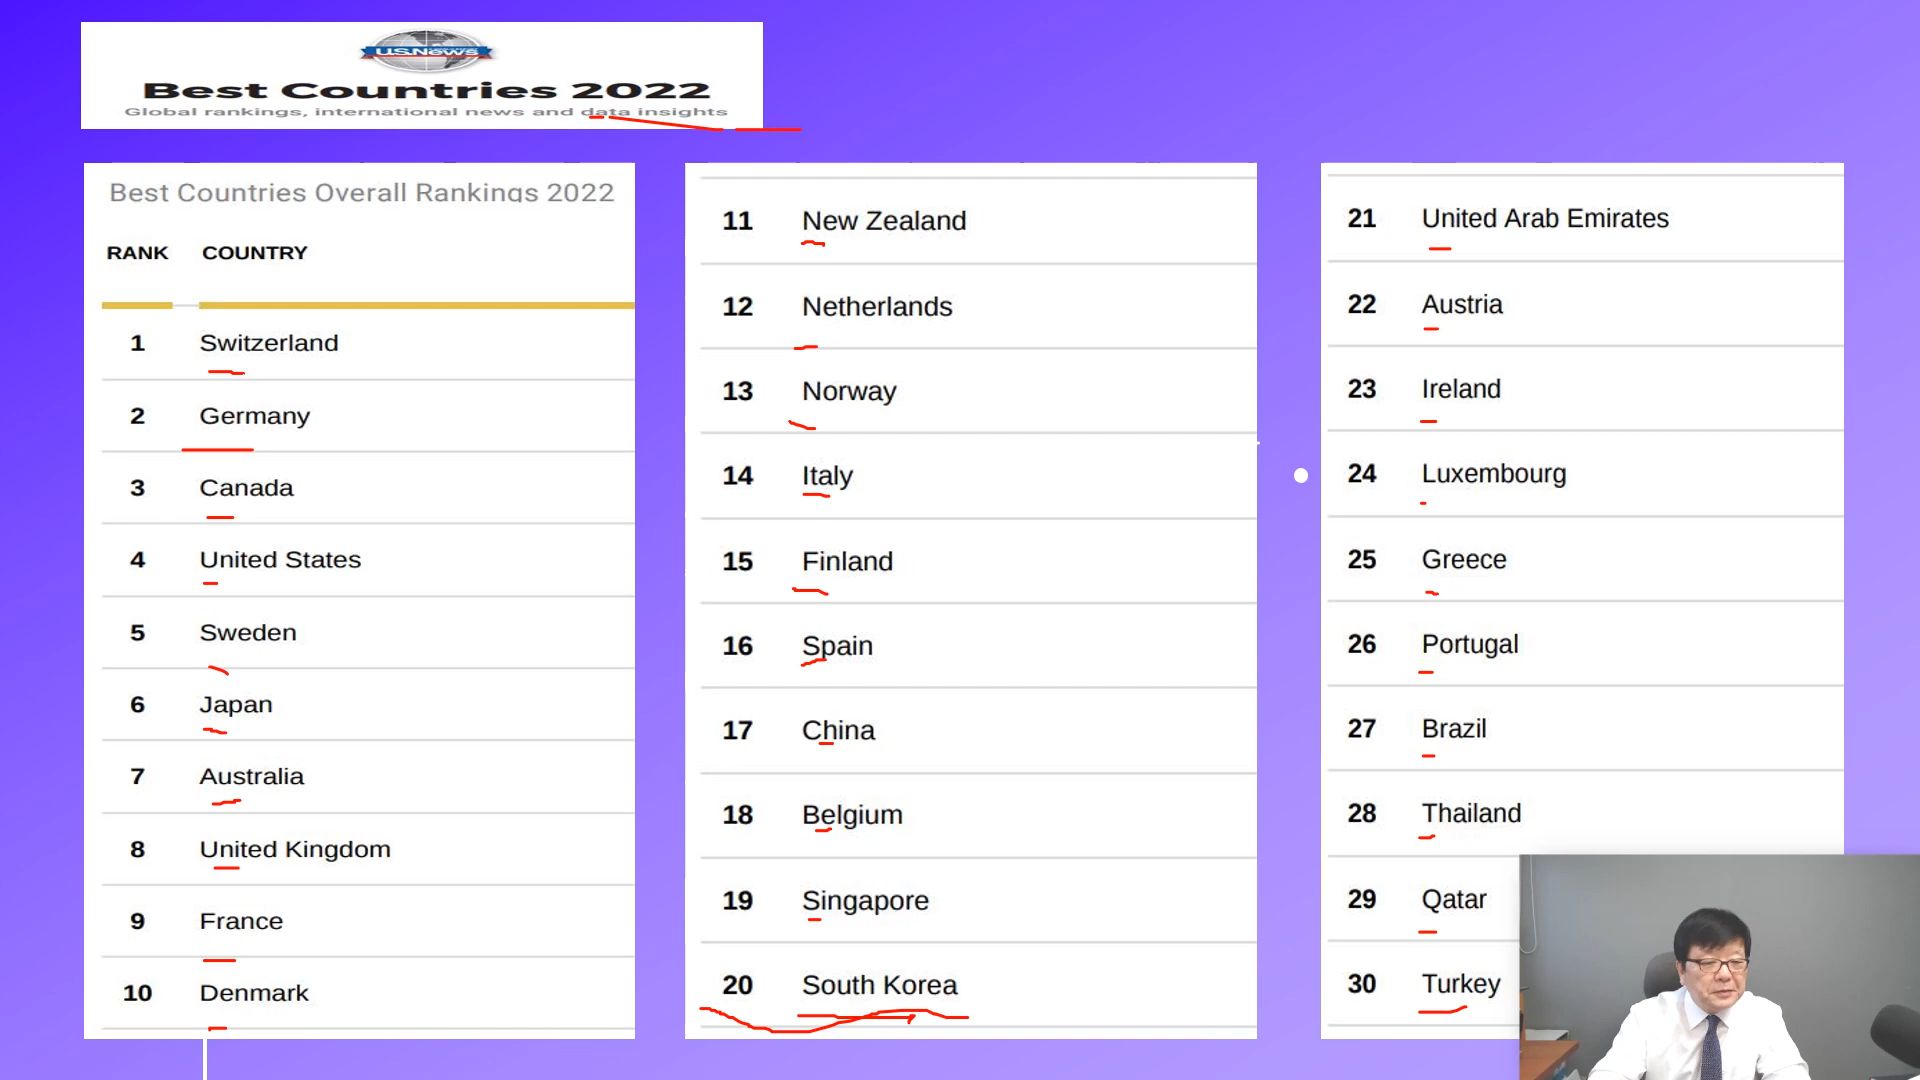 U.S.News
Best Countries 2022
Global rankings, international news and data insights
Best Countries Overall Rankings 2022
RANK COUNTRY
1 Switzerland
2 Germany
3 Canada
4 United States
5 Sweden
6 Japan
7 Australia
8 United Kingdom
9 France
10 Denmark
11 New Zealand
12 Netherlands
13 Norway
14 Italy
15 Finland
16 Spain
17 China
18 Belgium
19 Singapore
20 South Korea
21 United Arab Emirates
22 Austria
23 Ireland
24 Luxembourg
25 Greece
26 Portugal
27 Brazil
28 Thailand
29 Qatar
30 Turkey